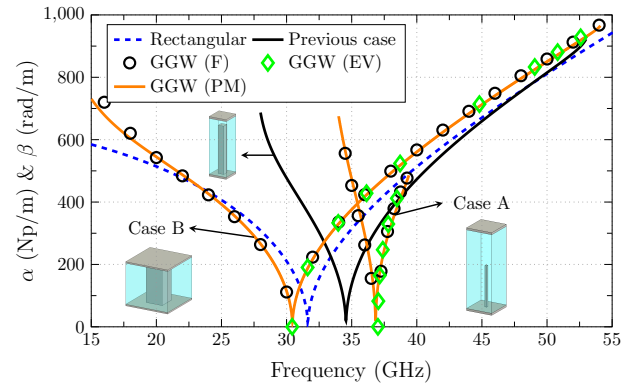 1,000
800
600
400
200
0
α (Np/m) & β (rad/m)
Rectangular
Previous case
GGW (F)
GGW (EV)
GGW (PM)
Case B
Case A
15 20 25 30 35 40 45 50 55
Frequency (GHz)